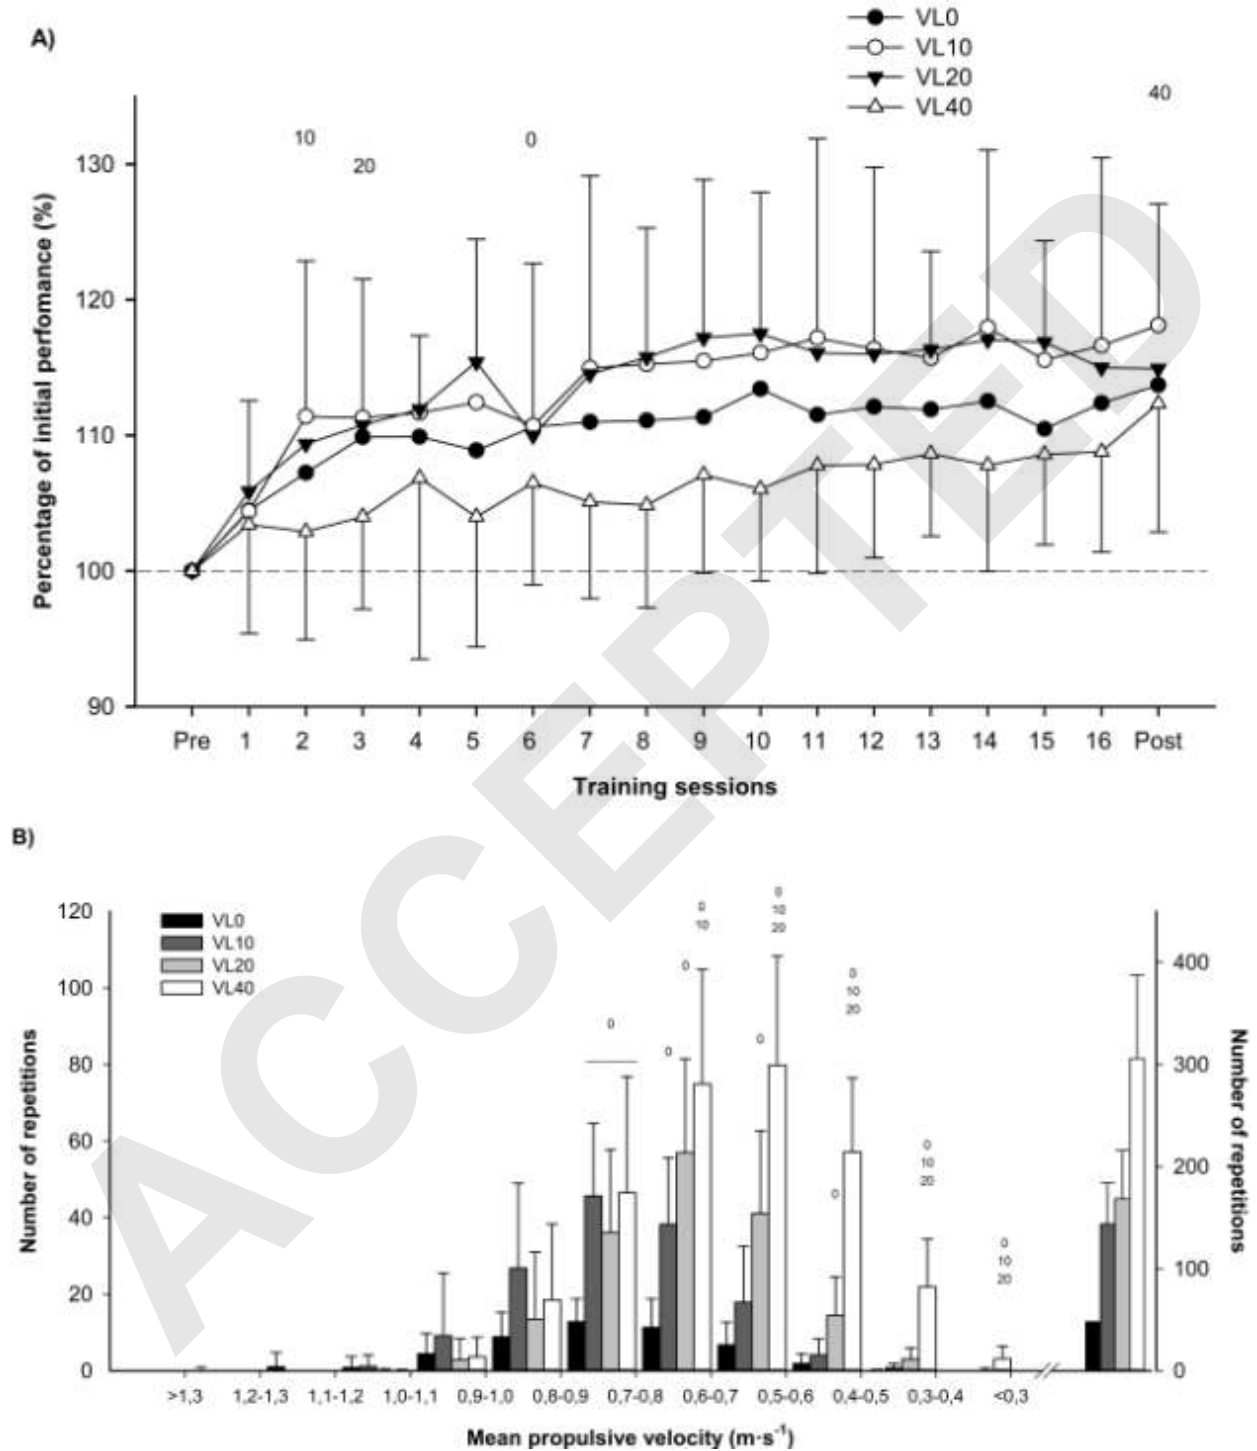 A)
VL0
VL10
VL20
VL40
10
20
0
40
Percentage of initial perfomance (%)
130
120
110
100
90
Pre 1 2 3 4 5 6 7 8 9 10 11 12 13 14 15 16 Post
Training sessions
ACCEPTED
B)
VL0
VL10
VL20
VL40
Number of repetitions
120
100
80
60
40
20
0
0
0
0
0
10
0
0
10
20
0
0
10
20
0
10
20
0
10
20
400
300
200
100
0
Number of repetitions
>1,3 1,2-1,3 1,1-1,2 1,0-1,1 0,9-1,0 0,8-0,9 0,7-0,8 0,6-0,7 0,5-0,6 0,4-0,5 0,3-0,4 <0,3
Mean propulsive velocity (m·s⁻¹)